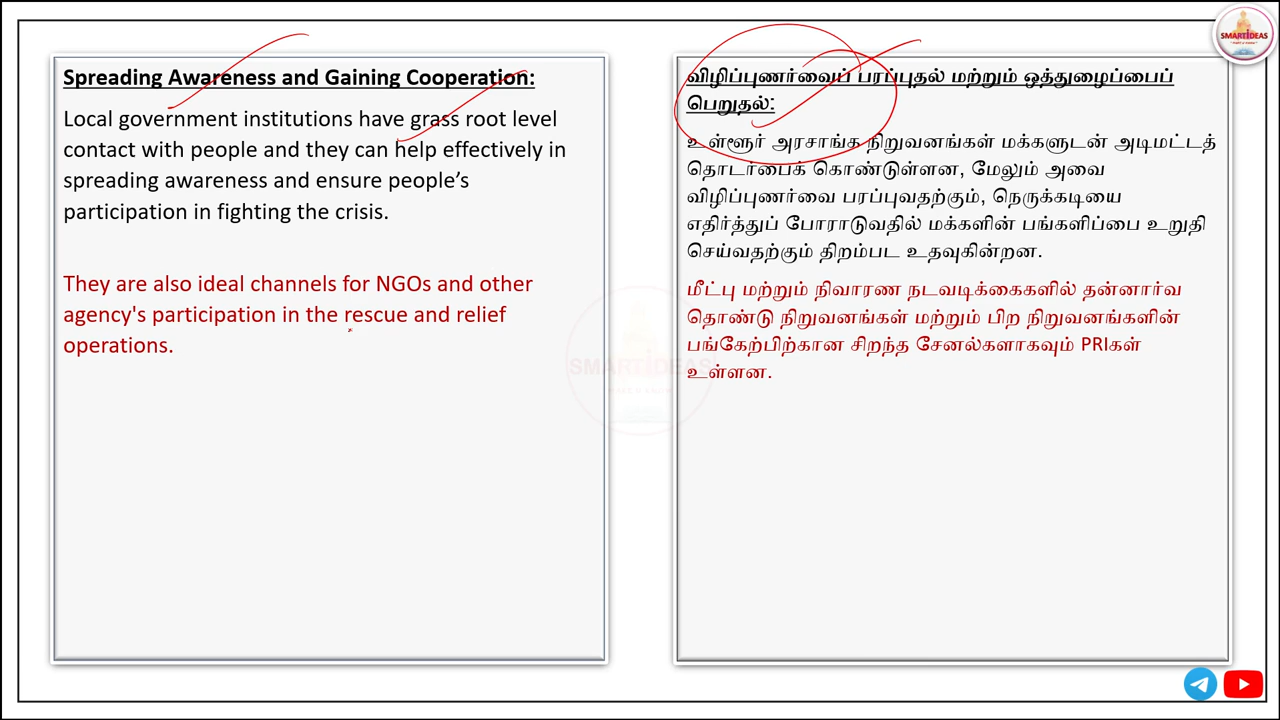 SMARTIDEAS
Spreading Awareness and Gaining Cooperation:
Local government institutions have grass root level
contact with people and they can help effectively in
spreading awareness and ensure people’s
participation in fighting the crisis.
They are also ideal channels for NGOs and other
agency's participation in the rescue and relief
operations.
விழிப்புணர்வைப் பரப்புதல் மற்றும் ஒத்துழைப்பைப்
பெறுதல்:
உள்ளூர் அரசாங்க நிறுவனங்கள் மக்களுடன் அடிமட்டத்
தொடர்பைக் கொண்டுள்ளன, மேலும் அவை
விழிப்புணர்வை பரப்புவதற்கும், நெருக்கடியை
எதிர்த்துப் போராடுவதில் மக்களின் பங்களிப்பை உறுதி
செய்வதற்கும் திறம்பட உதவுகின்றன.
மீட்பு மற்றும் நிவாரண நடவடிக்கைகளில் தன்னார்வ
தொண்டு நிறுவனங்கள் மற்றும் பிற நிறுவனங்களின்
பங்கேற்பிற்கான சிறந்த சேனல்களாகவும் PRIகள்
உள்ளன.
SMARTIDEAS